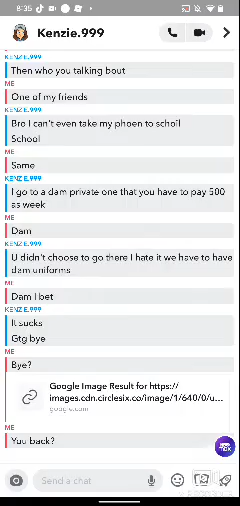 8:35
Kenzie.999
KENZIE.999
Then who you talking bout
ME
One of my friends
KENZIE.999
Bro I can't even take my phoen to schoïl
School
ME
Same
KENZIE.999
I go to a dam private one that you have to pay 500
as week
ME
Dam
KENZIE.999
U didn't choose to go there I hate it we have to have
dam uniforms
ME
Dam I bet
KENZIE.999
It sucks
Gtg bye
ME
Bye?
Google Image Result for https://
images.cdn.circlesix.co/image/1/640/0/u...
google.com
ME
You back?
Send a chat